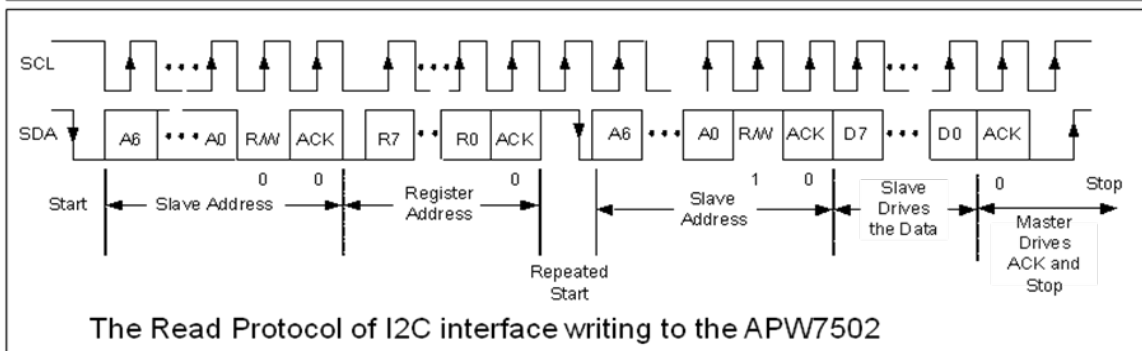 SCL
SDA A6 A0 R/W ACK R7 R0 ACK A6 A0 R/W ACK D7 D0 ACK
0 0 0 1 0 0
Start Slave Address Register Address Repeated Start Slave Address Slave Drives the Data Master Drives ACK and Stop Stop
The Read Protocol of I2C interface writing to the APW7502